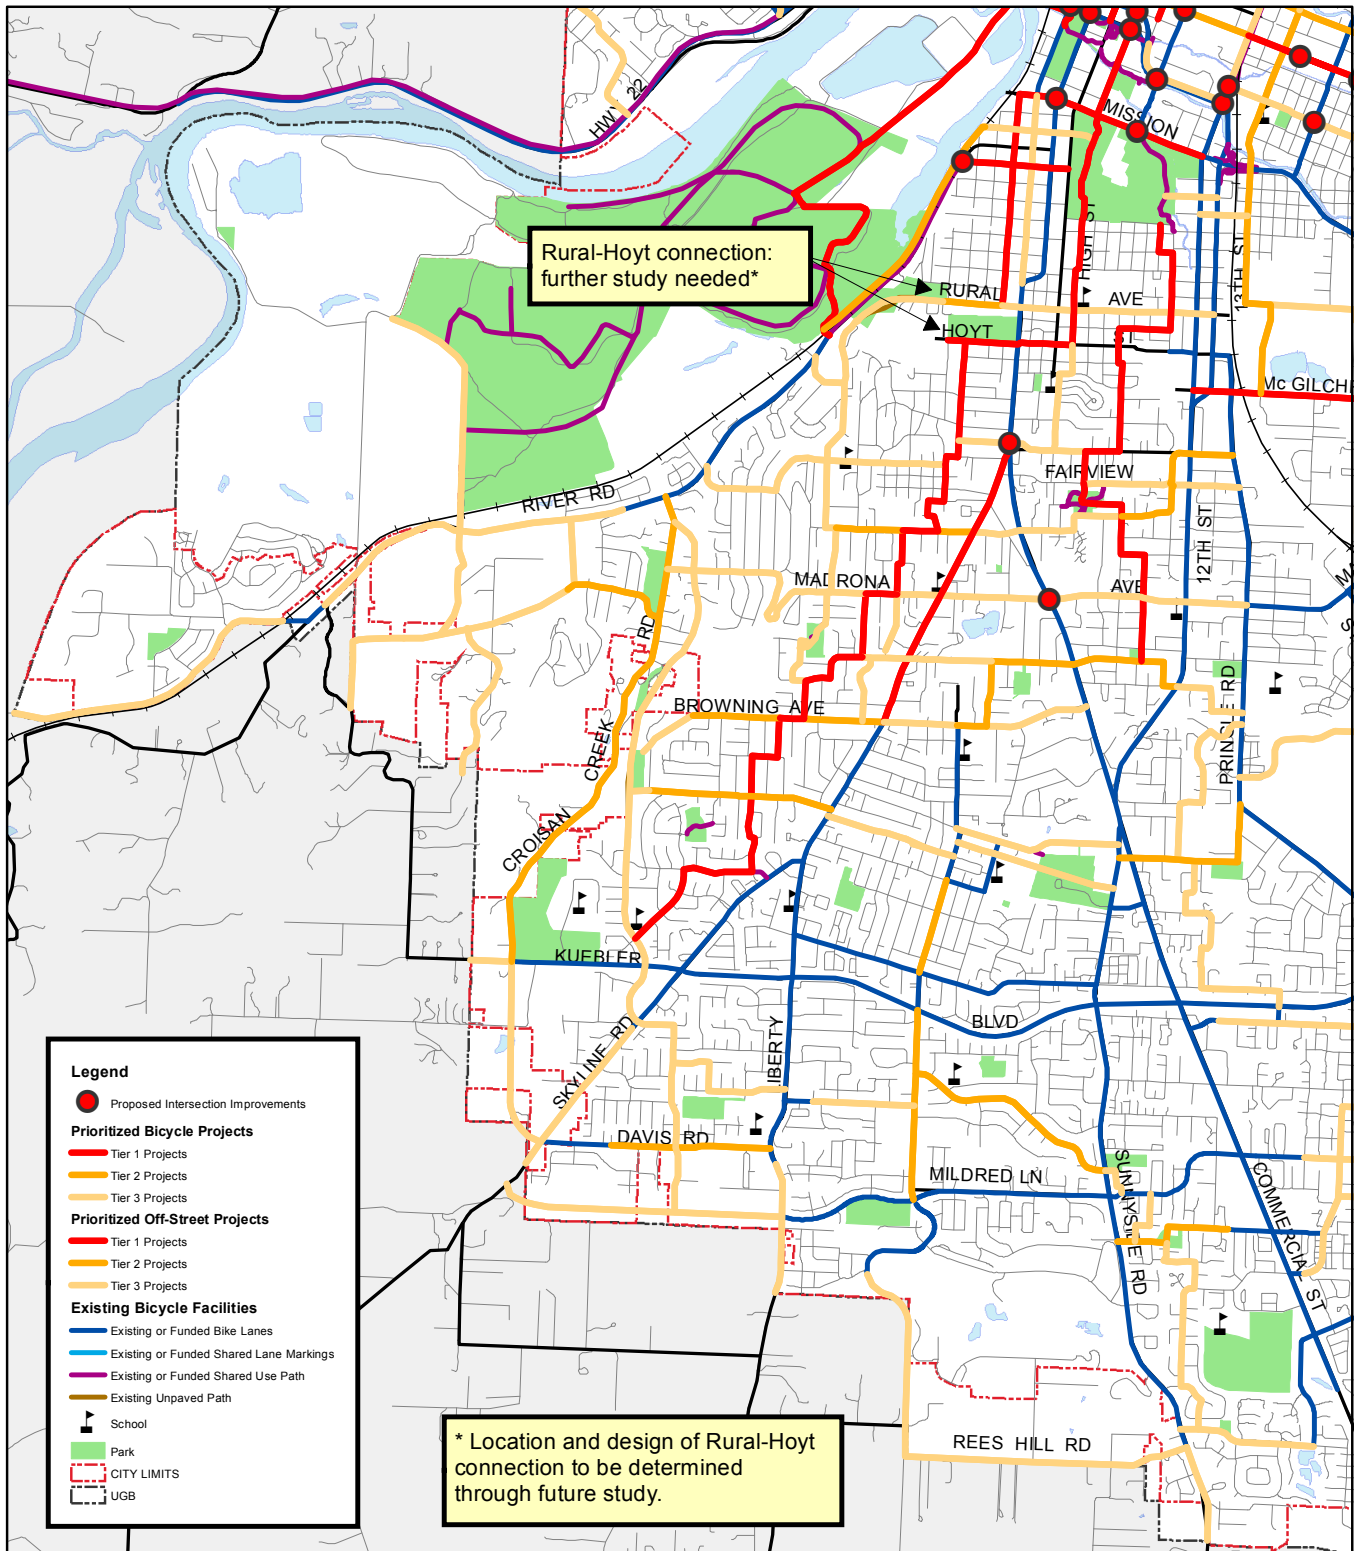 HWY 22
MISSION
HIGH ST
13TH ST
Rural-Hoyt connection:
further study needed*
RURAL
AVE
HOYT
ST
Mc GILCH
FAIRVIEW
RIVER RD
12TH ST
MADRONA
AVE
RD
CREEK
CROISAN
BROWNING AVE
PRINGLE RD
KUEBLER
BLVD
SKYLINE RD
LIBERTY
DAVIS RD
MILDRED LN
SUNNYSIDE RD
COMMERCIAL ST
REES HILL RD
Legend
Proposed Intersection Improvements
Prioritized Bicycle Projects
Tier 1 Projects
Tier 2 Projects
Tier 3 Projects
Prioritized Off-Street Projects
Tier 1 Projects
Tier 2 Projects
Tier 3 Projects
Existing Bicycle Facilities
Existing or Funded Bike Lanes
Existing or Funded Shared Lane Markings
Existing or Funded Shared Use Path
Existing Unpaved Path
School
Park
CITY LIMITS
UGB
* Location and design of Rural-Hoyt
connection to be determined
through future study.